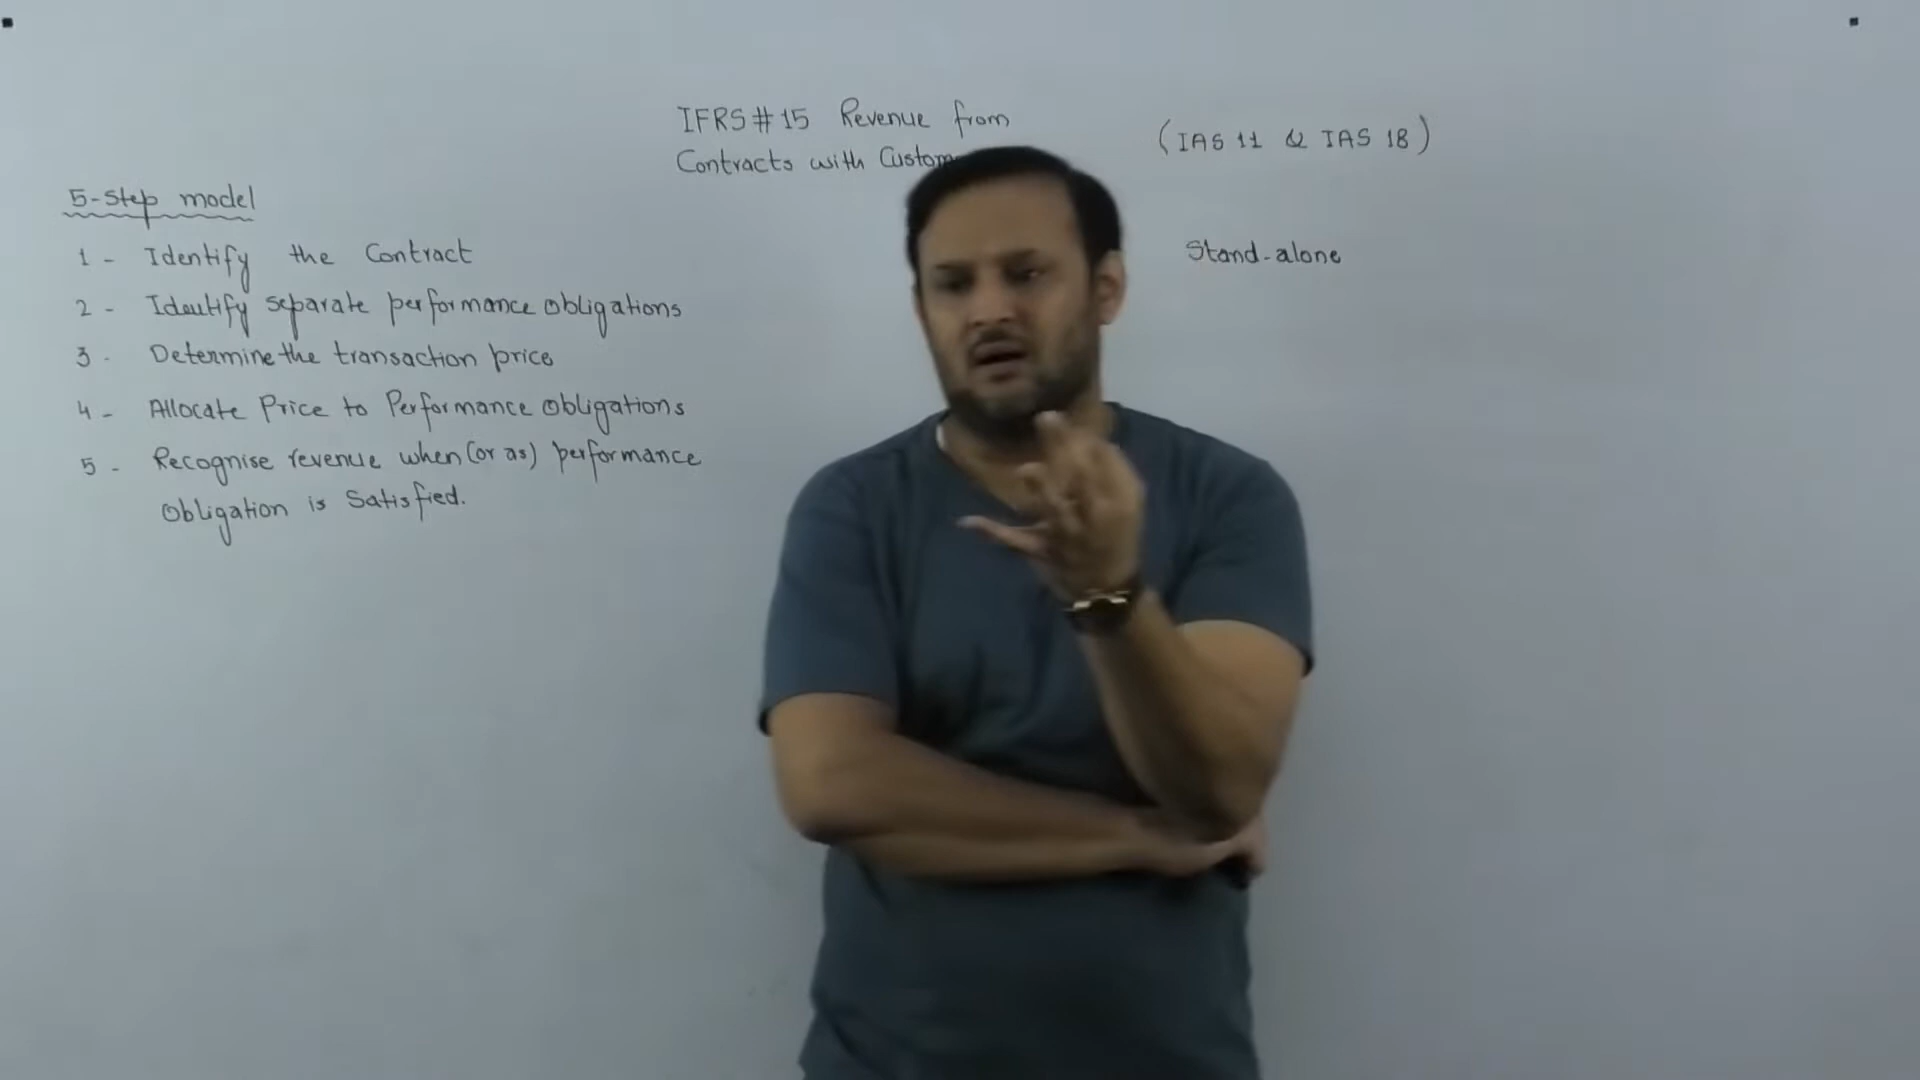 IFRS#15 Revenue from
Contracts with
(IAS 11 & IAS 18)
5-Step model
1 - Identify the Contract
2 - Identify separate performance obligations
3 - Determine the transaction price
4 - Allocate Price to Performance Obligations
5 - Recognise revenue when (or as) performance
Obligation is Satisfied.
Stand-alone